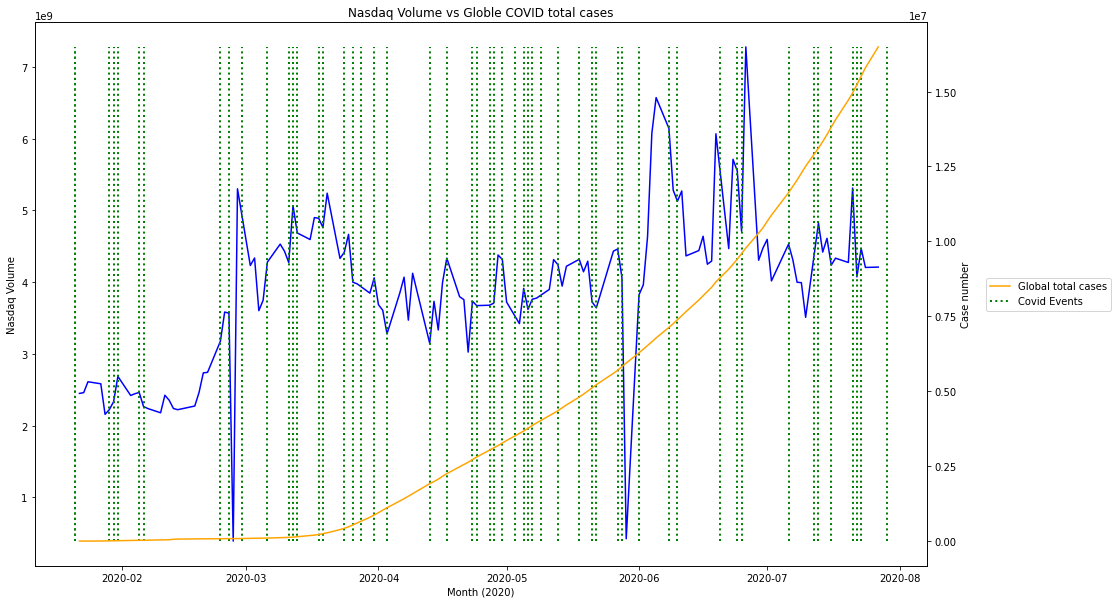 Nasdaq Volume vs Globle COVID total cases
1e9
1e7
7
6
5
4
3
2
1
Nasdaq Volume
1.50
1.25
1.00
0.75
0.50
0.25
0.00
Case number
Global total cases
Covid Events
2020-02
2020-03
2020-04
2020-05
2020-06
2020-07
2020-08
Month (2020)